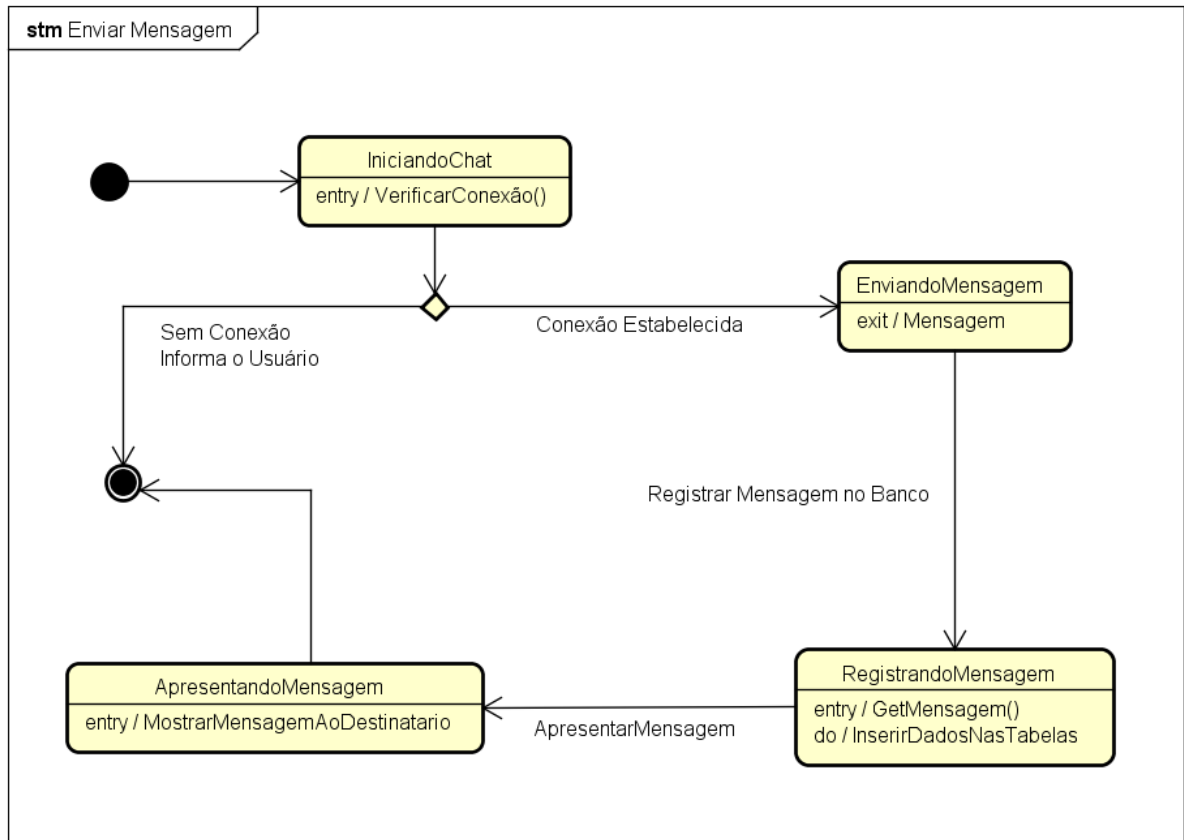 stm Enviar Mensagem
IniciandoChat
entry / VerificarConexão()
EnviandoMensagem
exit / Mensagem
Sem Conexão
Informa o Usuário
Conexão Estabelecida
Registrar Mensagem no Banco
RegistrandoMensagem
entry / GetMensagem()
do / InserirDadosNasTabelas
ApresentarMensagem
ApresentandoMensagem
entry / MostrarMensagemAoDestinatario